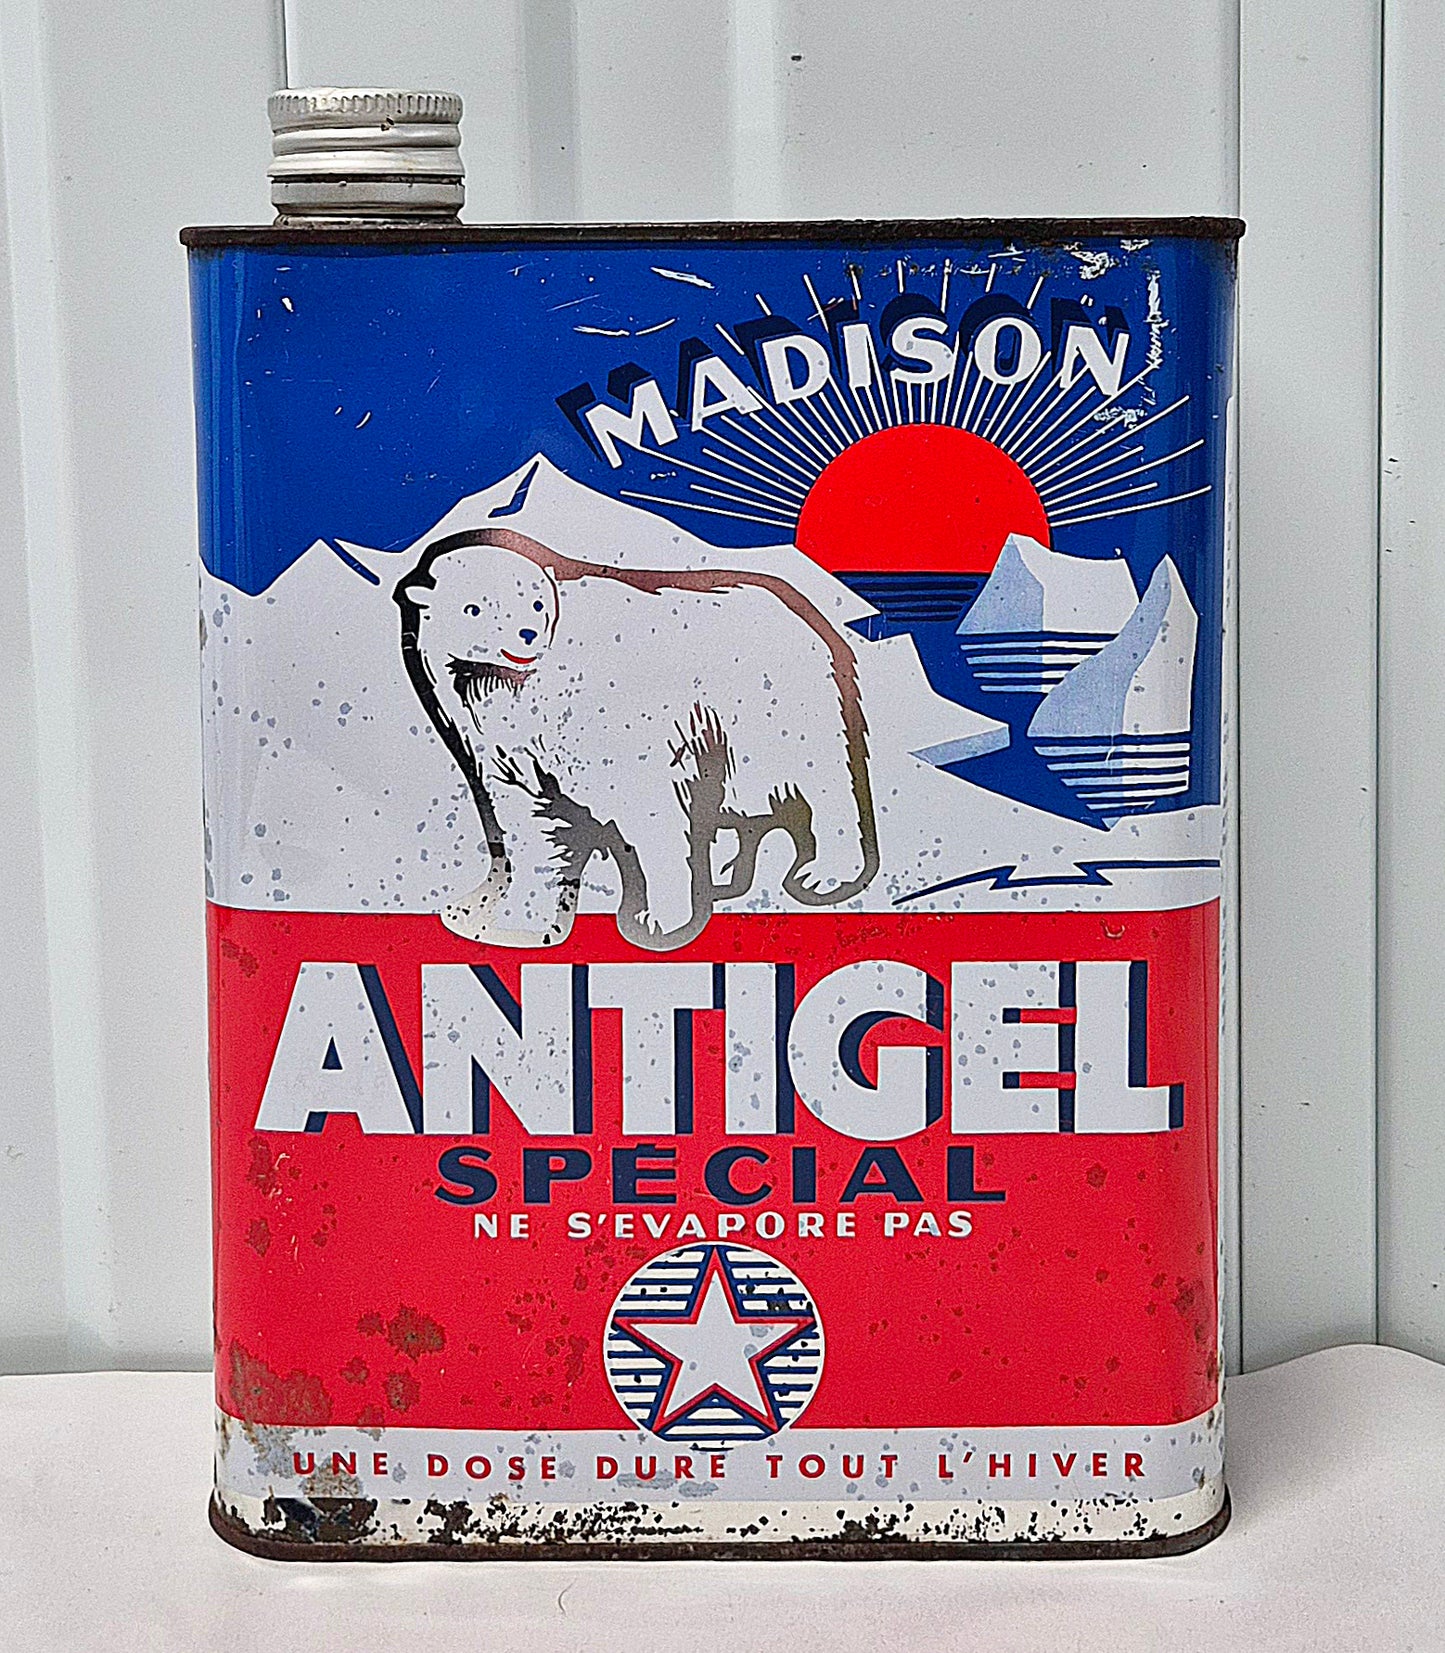 MADISON
ANTIGEL
SPÉCIAL
NE S'EVAPORE PAS
UNE DOSE DURE TOUT L'HIVER